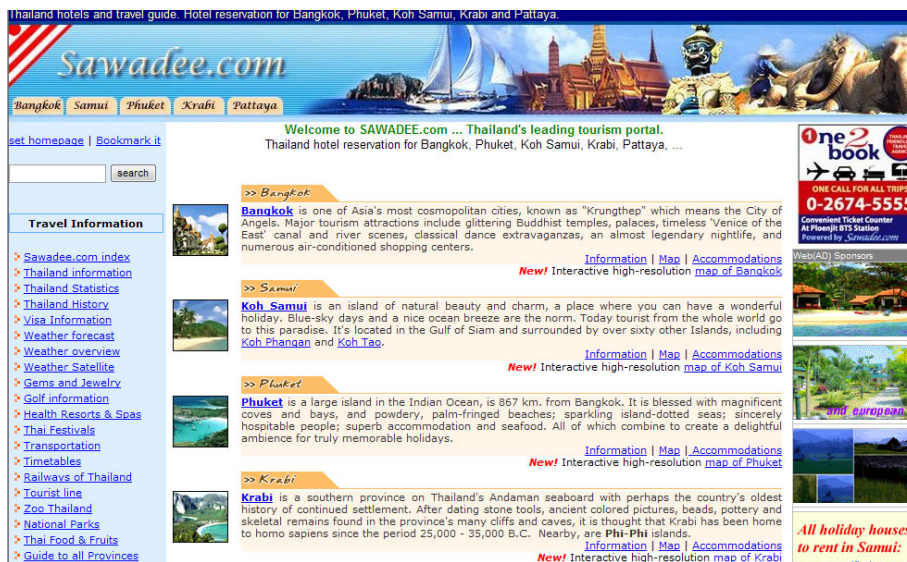 Thailand hotels and travel guide. Hotel reservation for Bangkok, Phuket, Koh Samui, Krabi and Pattaya.
Sawadee.com
Bangkok Samui Phuket Krabi Pattaya
set homepage | Bookmark it
search
Travel Information
Sawadee.com index
Thailand information
Thailand Statistics
Thailand History
Visa Information
Weather forecast
Weather overview
Weather Satellite
Gems and Jewelry
Golf information
Health Resorts & Spas
Thai Festivals
Transportation
Timetables
Railways of Thailand
Tourist line
Zoo Thailand
National Parks
Thai Food & Fruits
Guide to all Provinces
Welcome to SAWADEE.com ... Thailand's leading tourism portal.
Thailand hotel reservation for Bangkok, Phuket, Koh Samui, Krabi, Pattaya, ...
>> Bangkok
Bangkok is one of Asia's most cosmopolitan cities, known as "Krungthep" which means the City of
Angels. Major tourism attractions include glittering Buddhist temples, palaces, timeless 'Venice of the
East' canal and river scenes, classical dance extravaganzas, an almost legendary nightlife, and
numerous air-conditioned shopping centers.
Information | Map | Accommodations
New! Interactive high-resolution map of Bangkok
>> Samui
Koh Samui is an island of natural beauty and charm, a place where you can have a wonderful
holiday. Blue-sky days and a nice ocean breeze are the norm. Today tourist from the whole world go
to this paradise. It's located in the Gulf of Siam and surrounded by over sixty other Islands, including
Koh Phangan and Koh Tao.
Information | Map | Accommodations
New! Interactive high-resolution map of Koh Samui
>> Phuket
Phuket is a large island in the Indian Ocean, is 867 km. from Bangkok. It is blessed with magnificent
coves and bays, and powdery, palm-fringed beaches; sparkling island-dotted seas; sincerely
hospitable people; superb accommodation and seafood. All of which combine to create a delightful
ambience for truly memorable holidays.
Information | Map | Accommodations
New! Interactive high-resolution map of Phuket
>> Krabi
Krabi is a southern province on Thailand's Andaman seaboard with perhaps the country's oldest
history of continued settlement. After dating stone tools, ancient colored pictures, beads, pottery and
skeletal remains found in the province's many cliffs and caves, it is thought that Krabi has been home
to homo sapiens since the period 25,000 - 35,000 B.C. Nearby, are Phi-Phi islands.
Information | Map | Accommodations
New! Interactive high-resolution map of Krabi
One 2
book
ONE CALL FOR ALL TRIPS
0-2674-5555
Convenient Ticket Counter
At Ploenjit BTS Station
Powered by Sawadee.com
Web(AD) Sponsors
and european
All holiday houses
to rent in Samui: